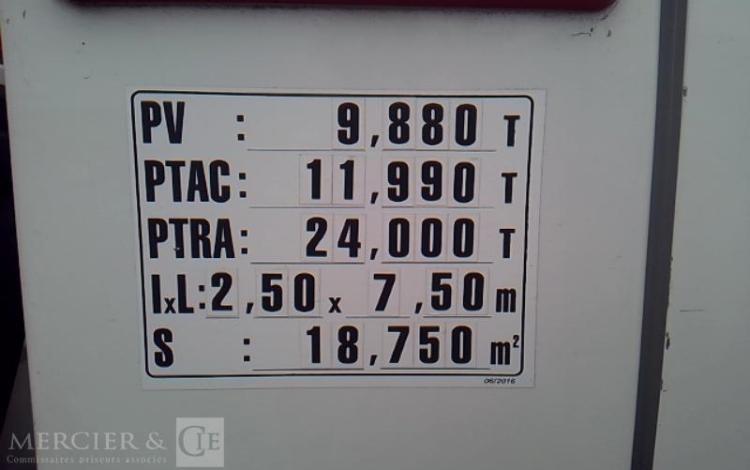 PV : 9,880 T
PTAC: 11,990 T
PTRA: 24,000 T
lxL: 2,50 x 7,50 m
S : 18,750 m²
06/2016
MERCIER & CIE
Commissaires priseurs associés